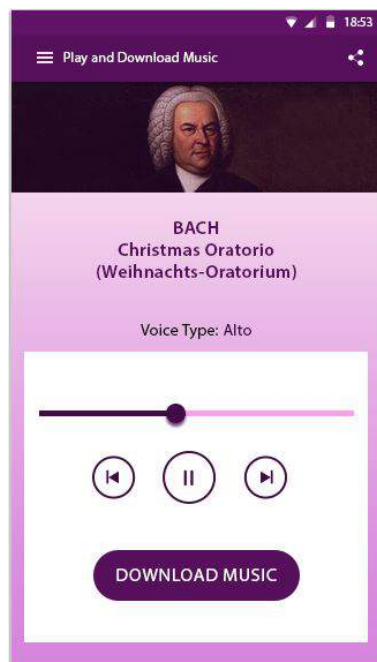 18:53
Play and Download Music
BACH
Christmas Oratorio
(Weihnachts-Oratorium)
Voice Type: Alto
DOWNLOAD MUSIC